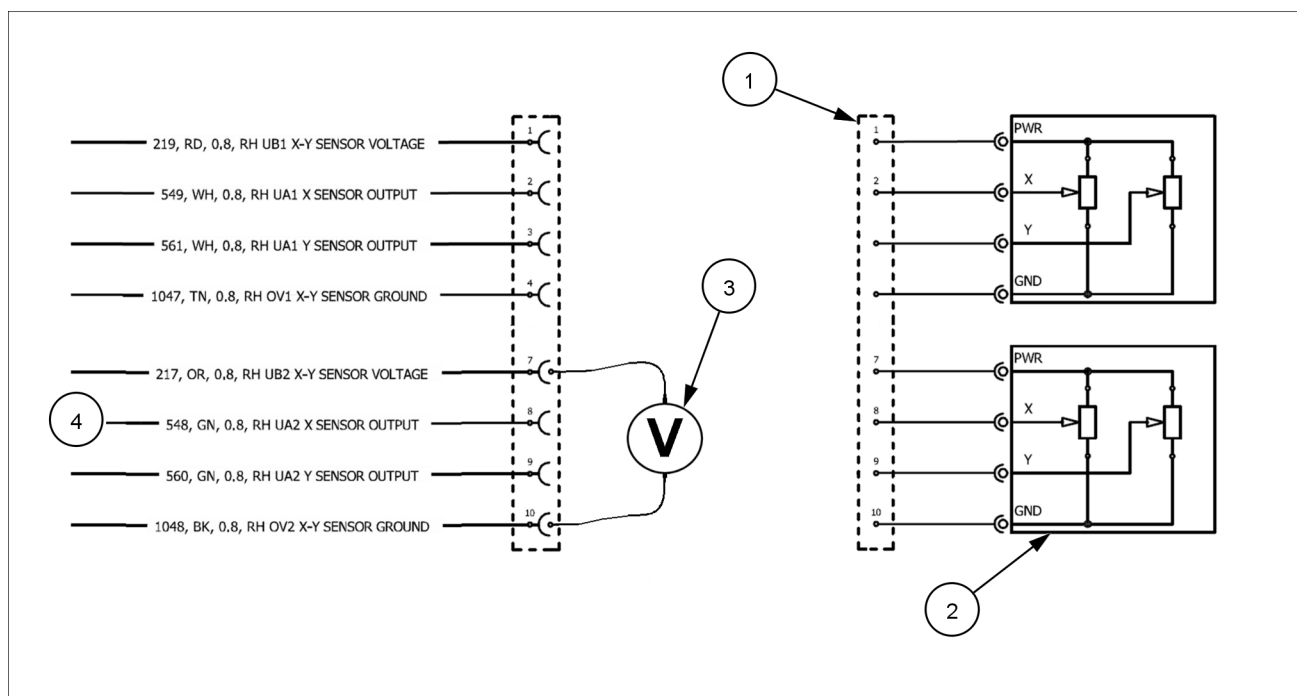 1
1
219, RD, 0.8, RH UB1 X-Y SENSOR VOLTAGE
2
549, WH, 0.8, RH UA1 X SENSOR OUTPUT
3
561, WH, 0.8, RH UA1 Y SENSOR OUTPUT
4
1047, TN, 0.8, RH OV1 X-Y SENSOR GROUND
7
217, OR, 0.8, RH UB2 X-Y SENSOR VOLTAGE
4
8
548, GN, 0.8, RH UA2 X SENSOR OUTPUT
9
560, GN, 0.8, RH UA2 Y SENSOR OUTPUT
10
1048, BK, 0.8, RH OV2 X-Y SENSOR GROUND
3
V
1
2
7
8
9
10
PWR
X
Y
GND
PWR
X
Y
GND
2